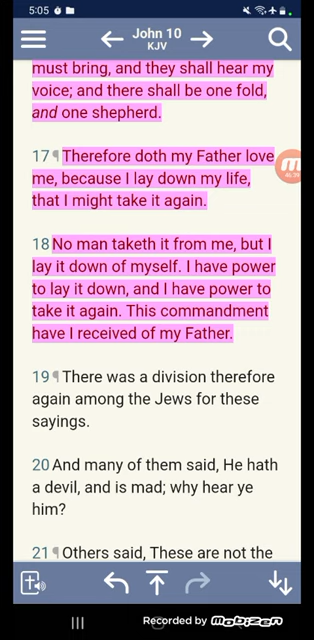 5:05
John 10
KJV
must bring, and they shall hear my
voice; and there shall be one fold,
and one shepherd.
17 ¶ Therefore doth my Father love
me, because I lay down my life,
that I might take it again.
18 No man taketh it from me, but I
lay it down of myself. I have power
to lay it down, and I have power to
take it again. This commandment
have I received of my Father.
19 ¶ There was a division therefore
again among the Jews for these
sayings.
20 And many of them said, He hath
a devil, and is mad; why hear ye
him?
21 ¶ Others said, These are not the
Recorded by Mobizen